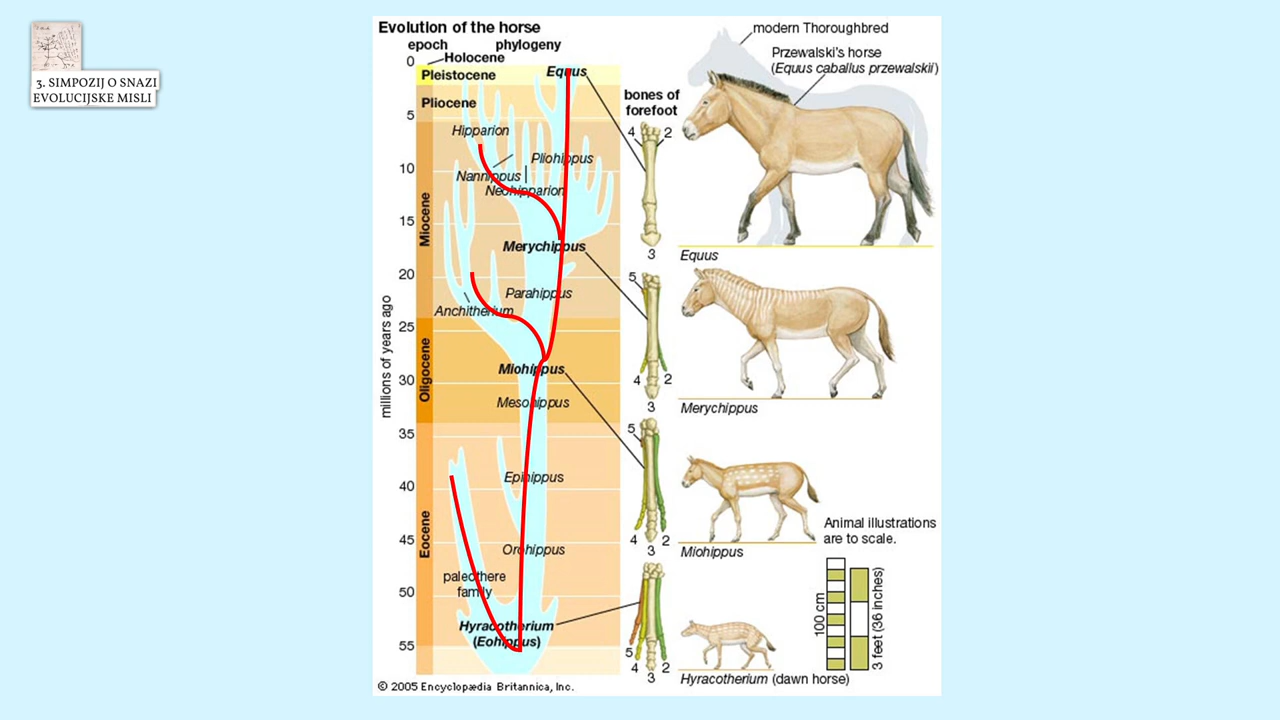 3. SIMPOZIJ O SNAZI
EVOLUCIJSKE MISLI
Evolution of the horse
epoch phylogeny
Holocene
Pleistocene
Pliocene
Miocene
Oligocene
Eocene
millions of years ago
0
5
10
15
20
25
30
35
40
45
50
55
Equus
Hipparion
Pliohippus
Nannippus
Neohipparion
Merychippus
Parahippus
Anchitherium
Miohippus
Mesohippus
Epihippus
Orohippus
paleothere
family
Hyracotherium
(Eohippus)
bones of
forefoot
4 2
3
5
4 2
3
5
4 3 2
5
4 3 2
modern Thoroughbred
Przewalski's horse
(Equus caballus przewalskii)
Equus
Merychippus
Miohippus
Animal illustrations
are to scale.
100 cm
3 feet (36 inches)
Hyracotherium (dawn horse)
© 2005 Encyclopædia Britannica, Inc.